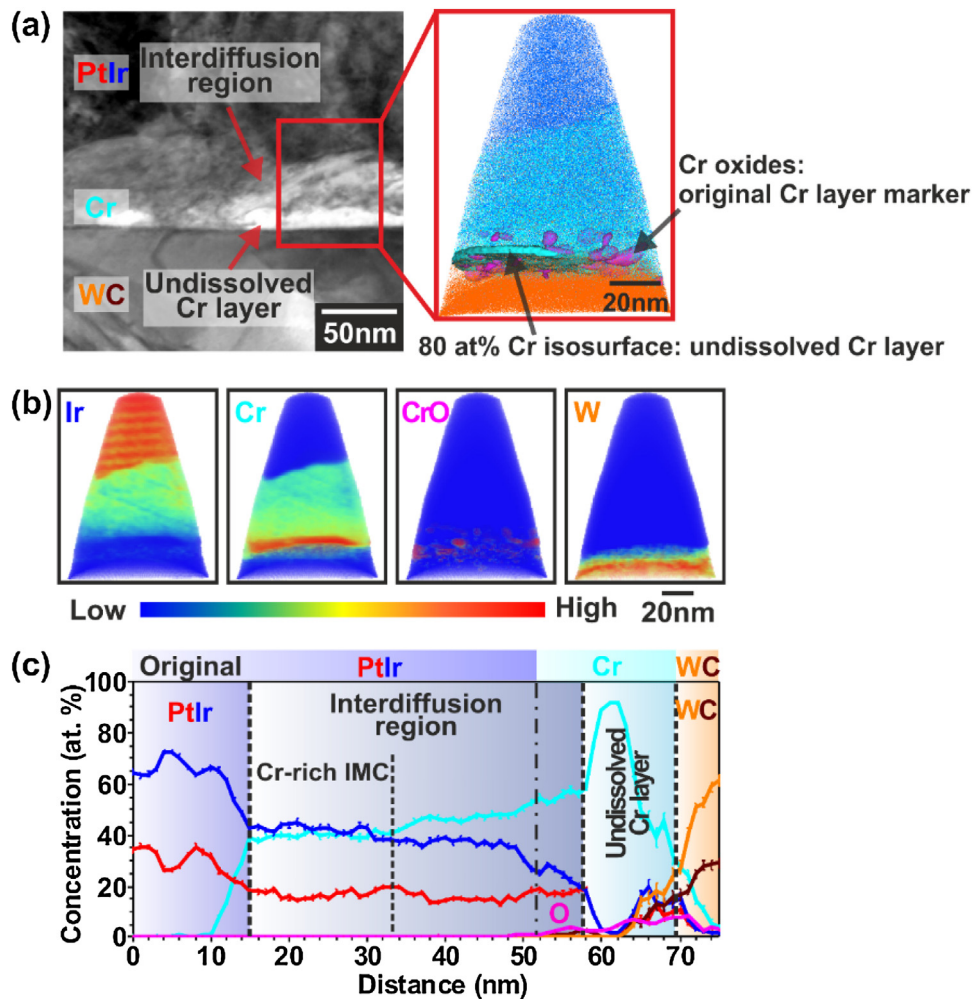 (a)
PtIr
Interdiffusion
region
Cr
Undissolved
Cr layer
WC
50nm
Cr oxides:
original Cr layer marker
20nm
80 at% Cr isosurface: undissolved Cr layer
(b)
Ir
Cr
CrO
W
Low
High
20nm
(c)
Original
PtIr
Cr
WC
PtIr
Interdiffusion
region
WC
Cr-rich IMC
Undissolved
Cr layer
O
Concentration (at. %)
100
80
60
40
20
0
0 10 20 30 40 50 60 70
Distance (nm)